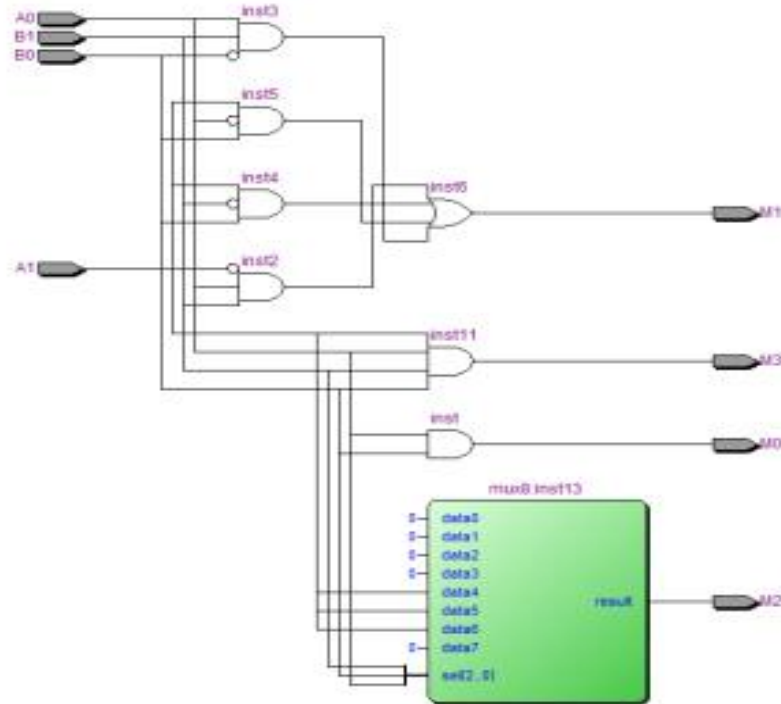 A0
B1
B0
A1
inst3
inst5
inst4
inst2
inst6
M1
inst11
M3
inst
M0
mux8:inst13
0 data0
0 data1
0 data2
0 data3
data4
data5
data6
0 data7
sel[2..0]
result
M2